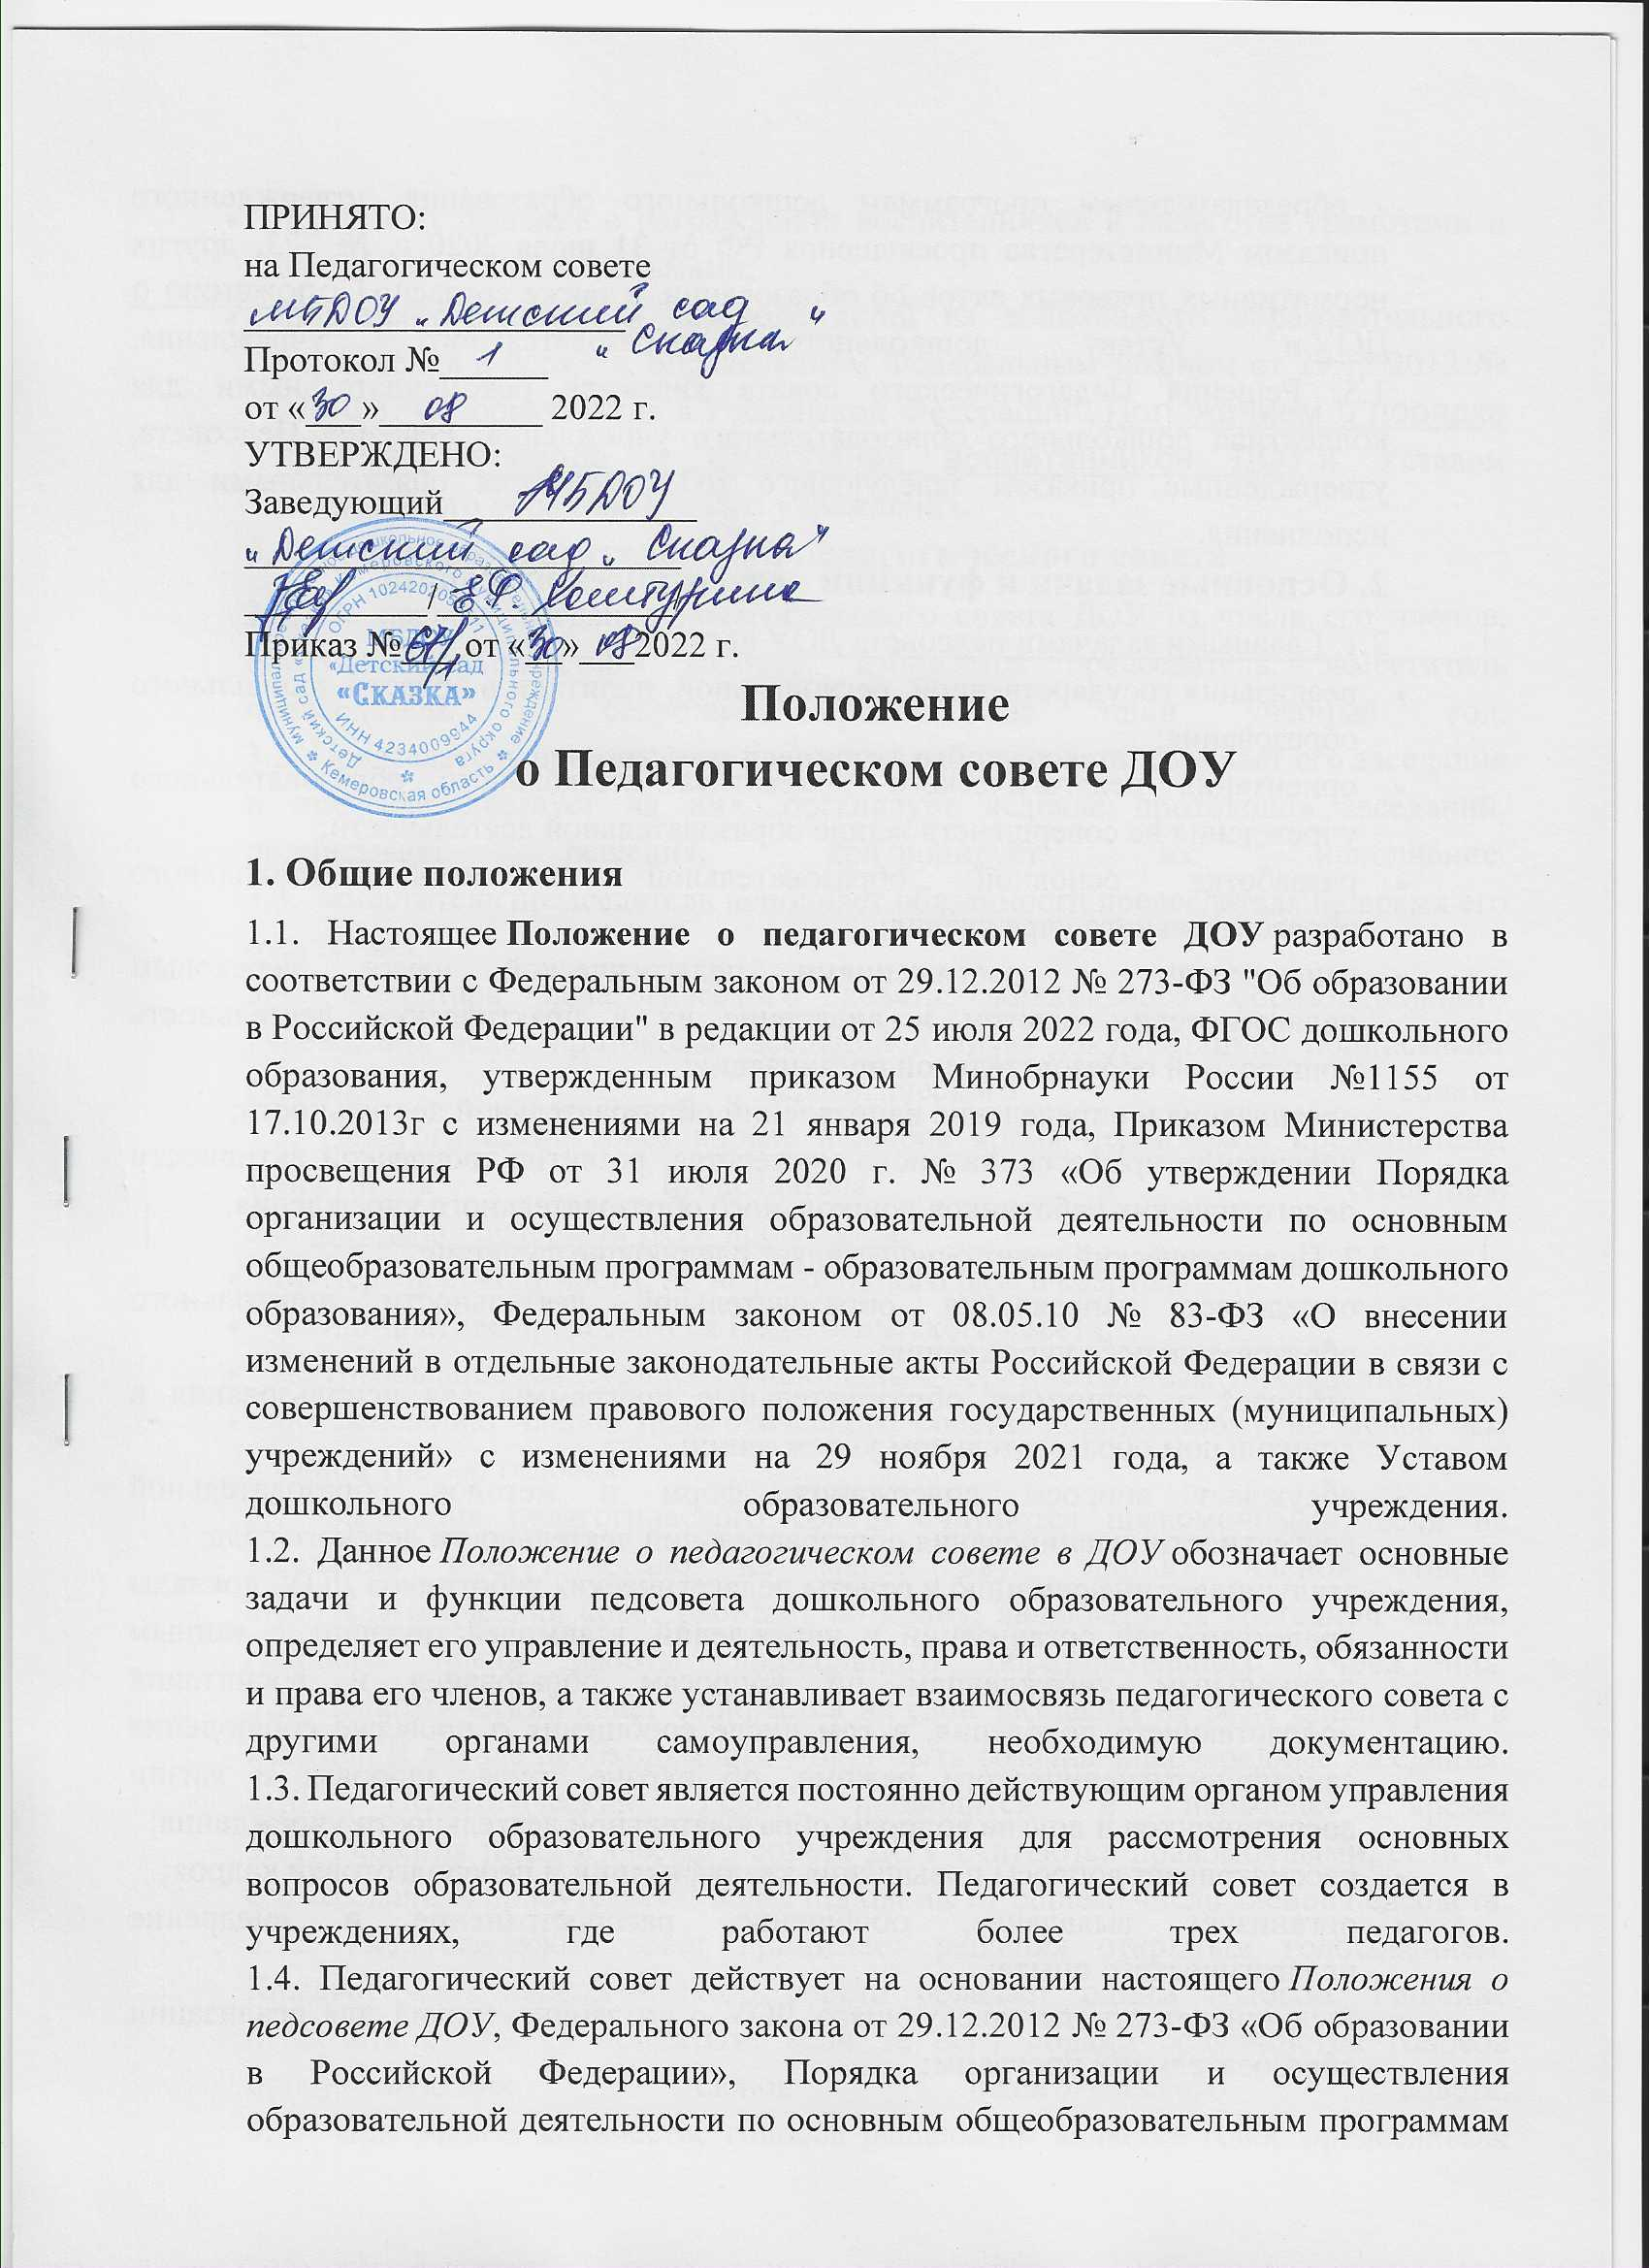 ПРИНЯТО:
на Педагогическом совете
МБДОУ „Детский сад
„Сказка"
Протокол № 1
от «30» 08 2022 г.
УТВЕРЖДЕНО:
Заведующий МБДОУ
„Детский сад „Сказка"
/ Е.Ф.
Приказ № от «30» 08 2022 г.
МБДОУ
«Детский сад
«СКАЗКА»
ИНН 4234009944
Кемеровская область
Положение
о Педагогическом совете ДОУ
1. Общие положения
1.1. Настоящее Положение о педагогическом совете ДОУ разработано в
соответствии с Федеральным законом от 29.12.2012 № 273-ФЗ "Об образовании
в Российской Федерации" в редакции от 25 июля 2022 года, ФГОС дошкольного
образования, утвержденным приказом Минобрнауки России №1155 от
17.10.2013г с изменениями на 21 января 2019 года, Приказом Министерства
просвещения РФ от 31 июля 2020 г. № 373 «Об утверждении Порядка
организации и осуществления образовательной деятельности по основным
общеобразовательным программам - образовательным программам дошкольного
образования», Федеральным законом от 08.05.10 № 83-ФЗ «О внесении
изменений в отдельные законодательные акты Российской Федерации в связи с
совершенствованием правового положения государственных (муниципальных)
учреждений» с изменениями на 29 ноября 2021 года, а также Уставом
дошкольного образовательного учреждения.
1.2. Данное Положение о педагогическом совете в ДОУ обозначает основные
задачи и функции педсовета дошкольного образовательного учреждения,
определяет его управление и деятельность, права и ответственность, обязанности
и права его членов, а также устанавливает взаимосвязь педагогического совета с
другими органами самоуправления, необходимую документацию.
1.3. Педагогический совет является постоянно действующим органом управления
дошкольного образовательного учреждения для рассмотрения основных
вопросов образовательной деятельности. Педагогический совет создается в
учреждениях, где работают более трех педагогов.
1.4. Педагогический совет действует на основании настоящего Положения о
педсовете ДОУ, Федерального закона от 29.12.2012 № 273-ФЗ «Об образовании
в Российской Федерации», Порядка организации и осуществления
образовательной деятельности по основным общеобразовательным программам